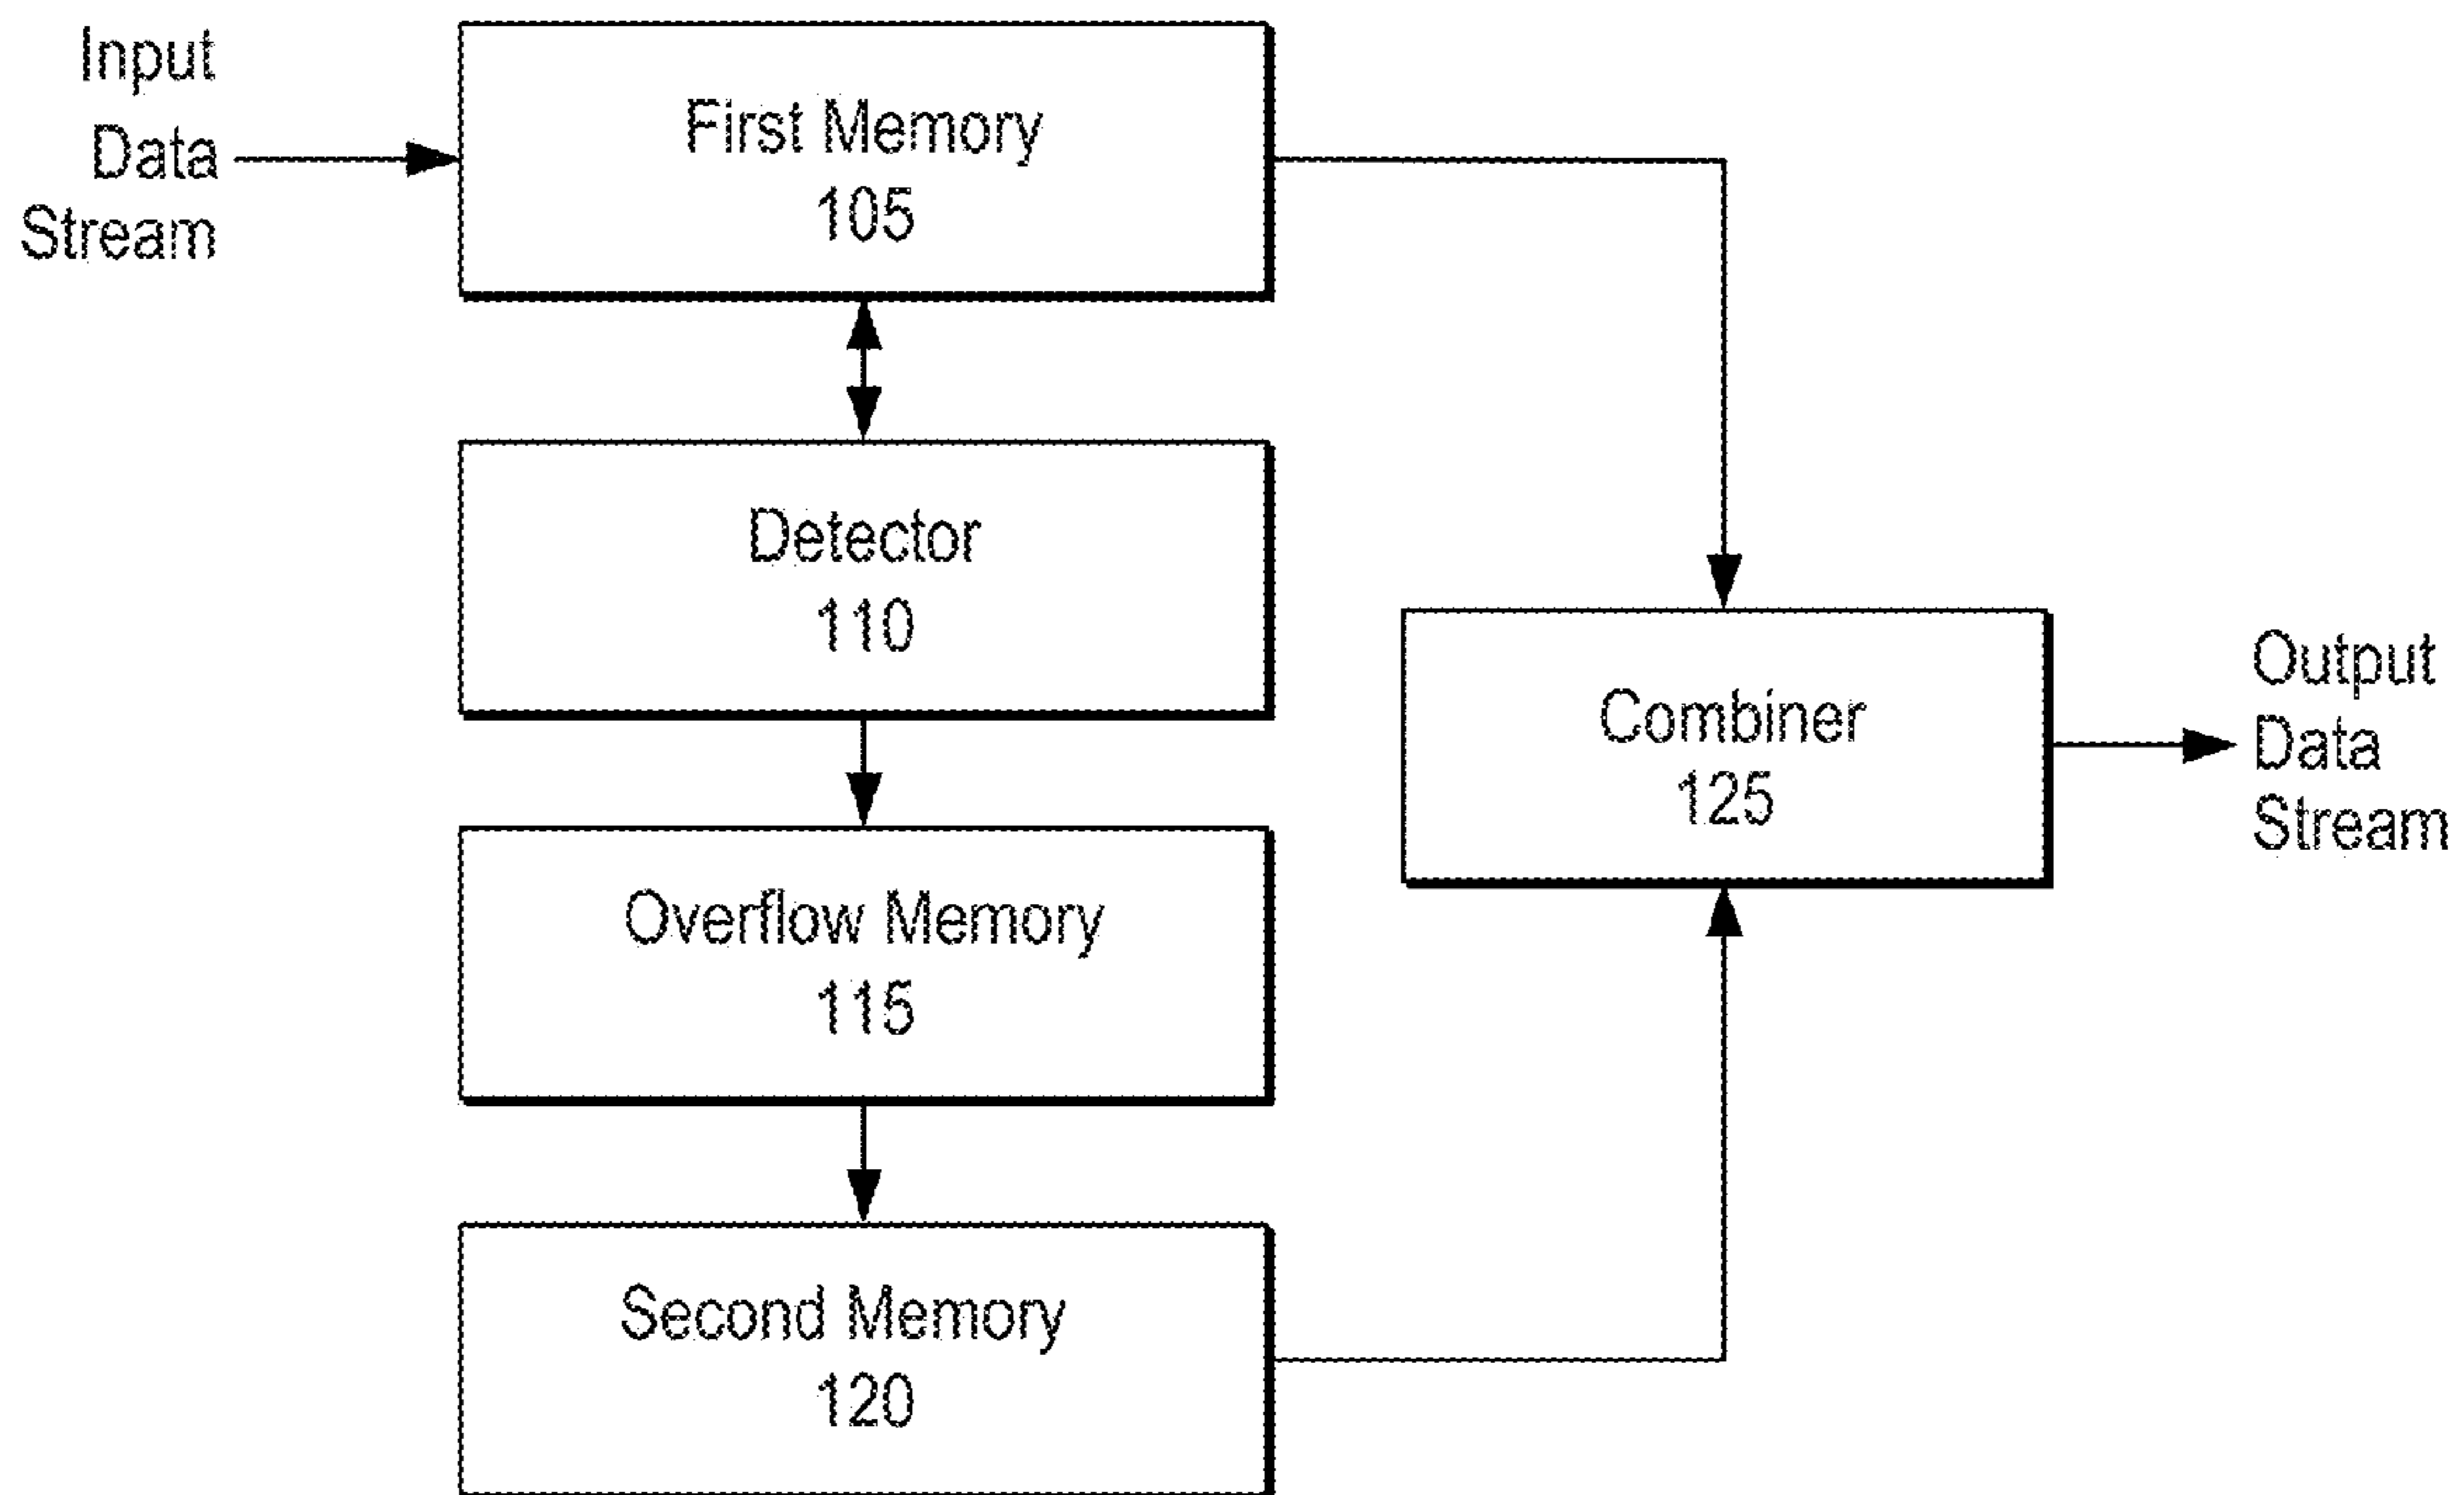 Input
Data
Stream
First Memory
105
Detector
110
Overflow Memory
115
Second Memory
120
Combiner
125
Output
Data
Stream